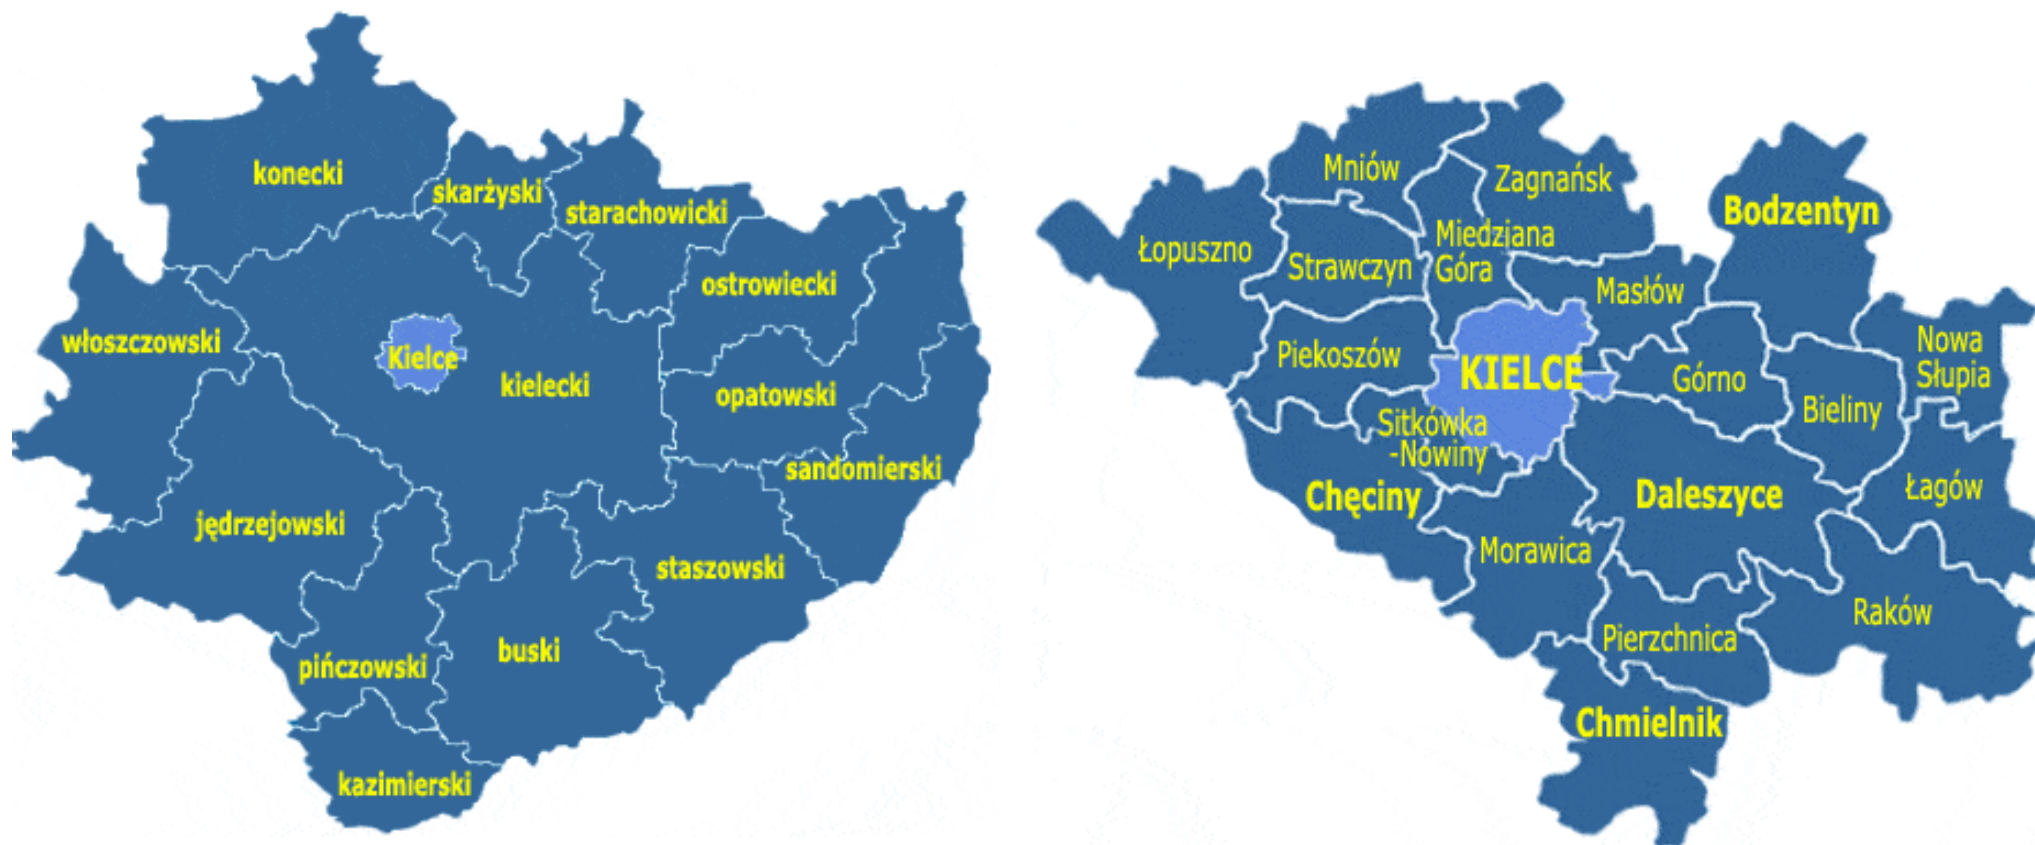 konecki
skarżyski
starachowicki
ostrowiecki
włoszczowski
Kielce
kielecki
opatowski
sandomierski
jędrzejowski
staszowski
buski
pińczowski
kazimierski
Mniów
Zagnańsk
Bodzentyn
Łopuszno
Strawczyn
Miedziana
Góra
Masłów
Piekoszów
KIELCE
Górno
Nowa
Słupia
Bieliny
Sitkówka
-Nowiny
Chęciny
Daleszyce
Łagów
Morawica
Raków
Pierzchnica
Chmielnik